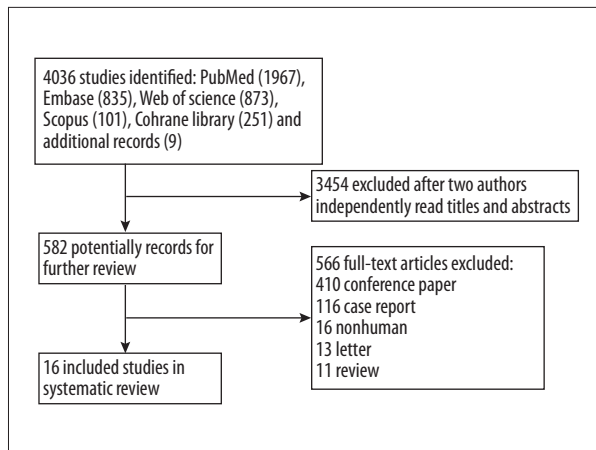 4036 studies identified: PubMed (1967),
Embase (835), Web of science (873),
Scopus (101), Cohrane library (251) and
additional records (9)
3454 excluded after two authors
independently read titles and abstracts
582 potentially records for
further review
566 full-text articles excluded:
410 conference paper
116 case report
16 nonhuman
13 letter
11 review
16 included studies in
systematic review